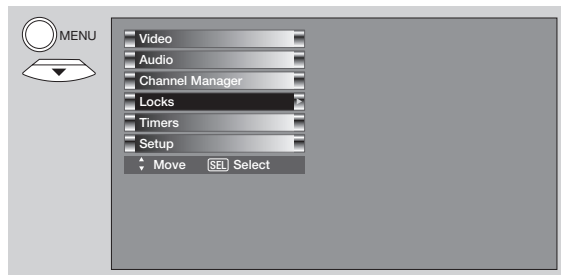 MENU
Video
Audio
Channel Manager
Locks
Timers
Setup
Move SEL Select